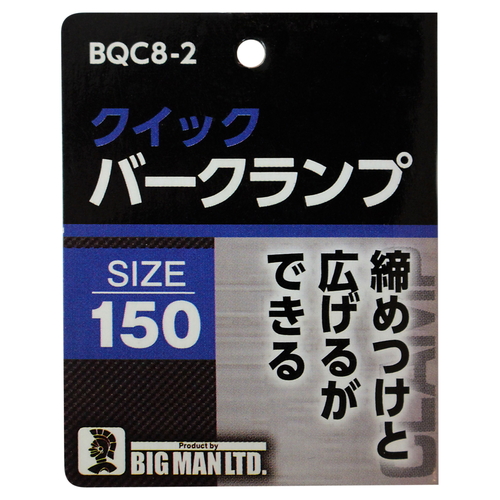 BQC8-2
クイック
バークランプ
SIZE
150
締めつけと
広げるが
できる
CLAMP
Product by
BIG MAN LTD.